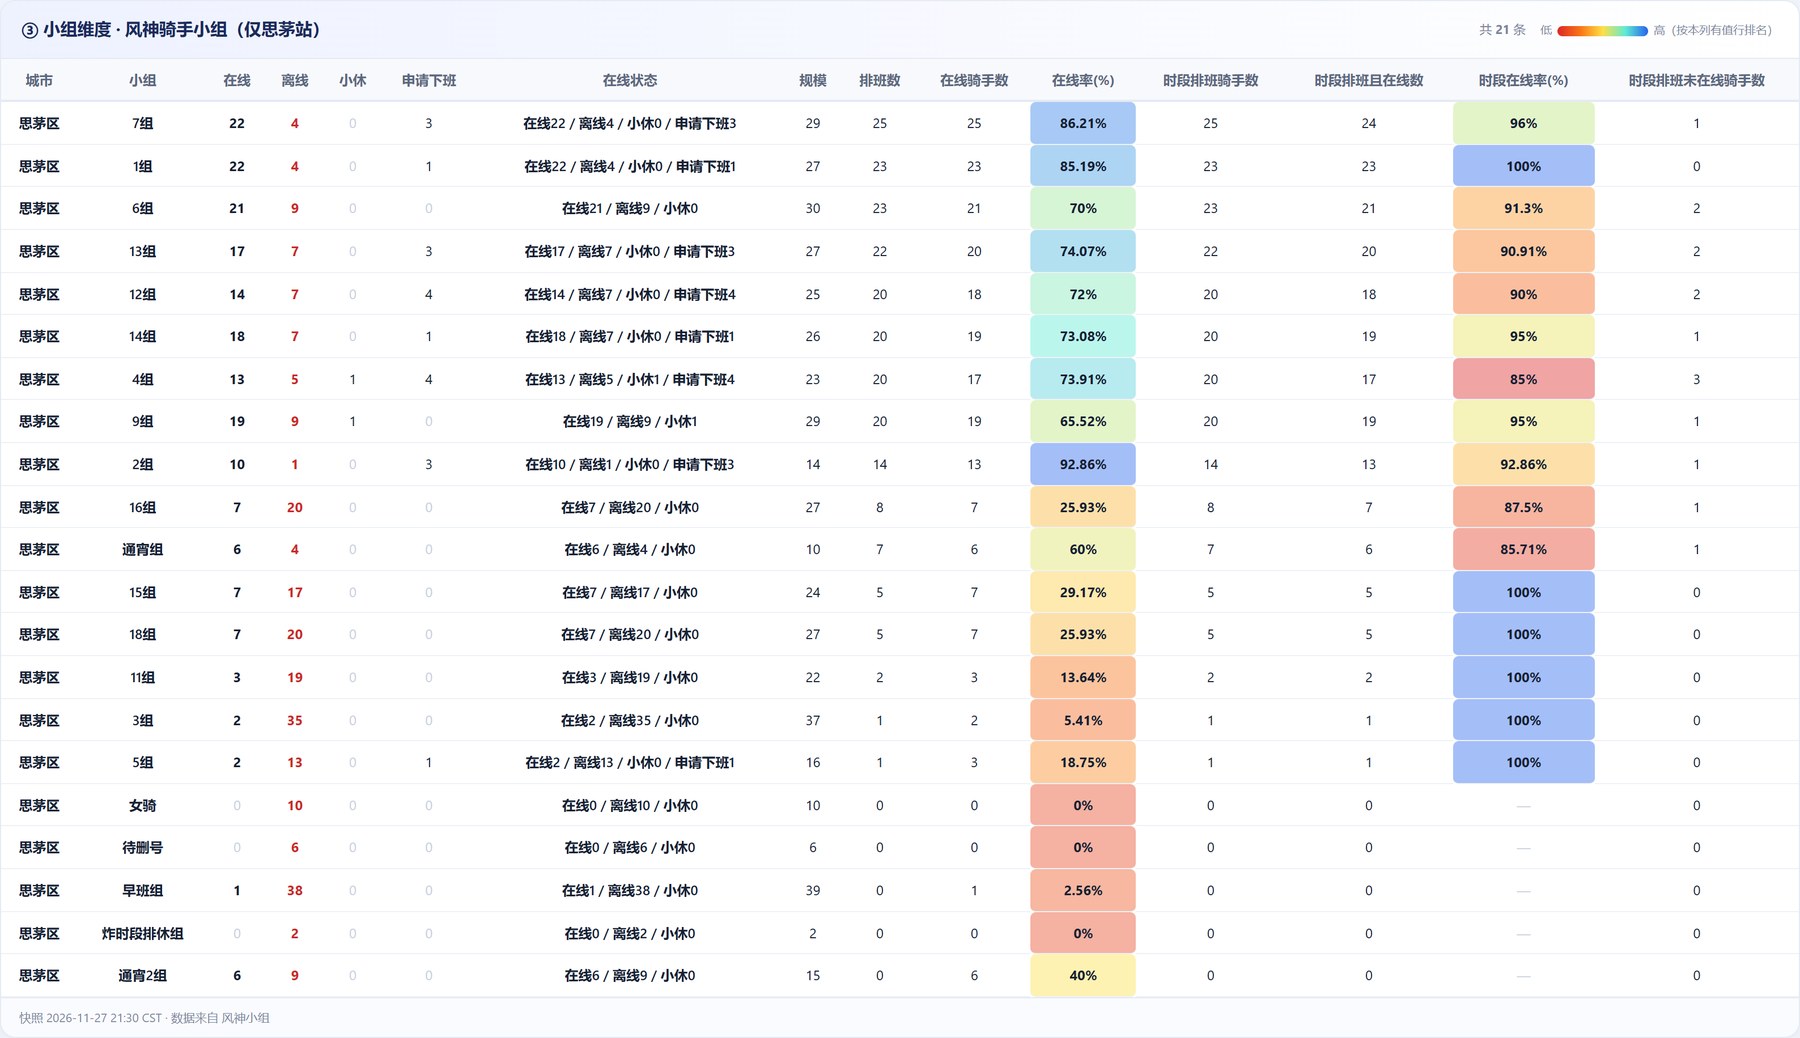 ③ 小组维度 · 风神骑手小组（仅思茅站）
共 21 条 低 高 (按本列有值行排名)
城市 小组 在线 离线 小休 申请下班 在线状态 规模 排班数 在线骑手数 在线率(%) 时段排班骑手数 时段排班且在线数 时段在线率(%) 时段排班未在线骑手数
思茅区 7组 22 4 0 3 在线22 / 离线4 / 小休0 / 申请下班3 29 25 25 86.21% 25 24 96% 1
思茅区 1组 22 4 0 1 在线22 / 离线4 / 小休0 / 申请下班1 27 23 23 85.19% 23 23 100% 0
思茅区 6组 21 9 0 0 在线21 / 离线9 / 小休0 30 23 21 70% 23 21 91.3% 2
思茅区 13组 17 7 0 3 在线17 / 离线7 / 小休0 / 申请下班3 27 22 20 74.07% 22 20 90.91% 2
思茅区 12组 14 7 0 4 在线14 / 离线7 / 小休0 / 申请下班4 25 20 18 72% 20 18 90% 2
思茅区 14组 18 7 0 1 在线18 / 离线7 / 小休0 / 申请下班1 26 20 19 73.08% 20 19 95% 1
思茅区 4组 13 5 1 4 在线13 / 离线5 / 小休1 / 申请下班4 23 20 17 73.91% 20 17 85% 3
思茅区 9组 19 9 1 0 在线19 / 离线9 / 小休1 29 20 19 65.52% 20 19 95% 1
思茅区 2组 10 1 0 3 在线10 / 离线1 / 小休0 / 申请下班3 14 14 13 92.86% 14 13 92.86% 1
思茅区 16组 7 20 0 0 在线7 / 离线20 / 小休0 27 8 7 25.93% 8 7 87.5% 1
思茅区 通宵组 6 4 0 0 在线6 / 离线4 / 小休0 10 7 6 60% 7 6 85.71% 1
思茅区 15组 7 17 0 0 在线7 / 离线17 / 小休0 24 5 7 29.17% 5 5 100% 0
思茅区 18组 7 20 0 0 在线7 / 离线20 / 小休0 27 5 7 25.93% 5 5 100% 0
思茅区 11组 3 19 0 0 在线3 / 离线19 / 小休0 22 2 3 13.64% 2 2 100% 0
思茅区 3组 2 35 0 0 在线2 / 离线35 / 小休0 37 1 2 5.41% 1 1 100% 0
思茅区 5组 2 13 0 1 在线2 / 离线13 / 小休0 / 申请下班1 16 1 3 18.75% 1 1 100% 0
思茅区 女骑 0 10 0 0 在线0 / 离线10 / 小休0 10 0 0 0% 0 0 — 0
思茅区 待删号 0 6 0 0 在线0 / 离线6 / 小休0 6 0 0 0% 0 0 — 0
思茅区 早班组 1 38 0 0 在线1 / 离线38 / 小休0 39 0 1 2.56% 0 0 — 0
思茅区 炸时段排休组 0 2 0 0 在线0 / 离线2 / 小休0 2 0 0 0% 0 0 — 0
思茅区 通宵2组 6 9 0 0 在线6 / 离线9 / 小休0 15 0 6 40% 0 0 — 0
快照 2026-11-27 21:30 CST · 数据来自 风神小组